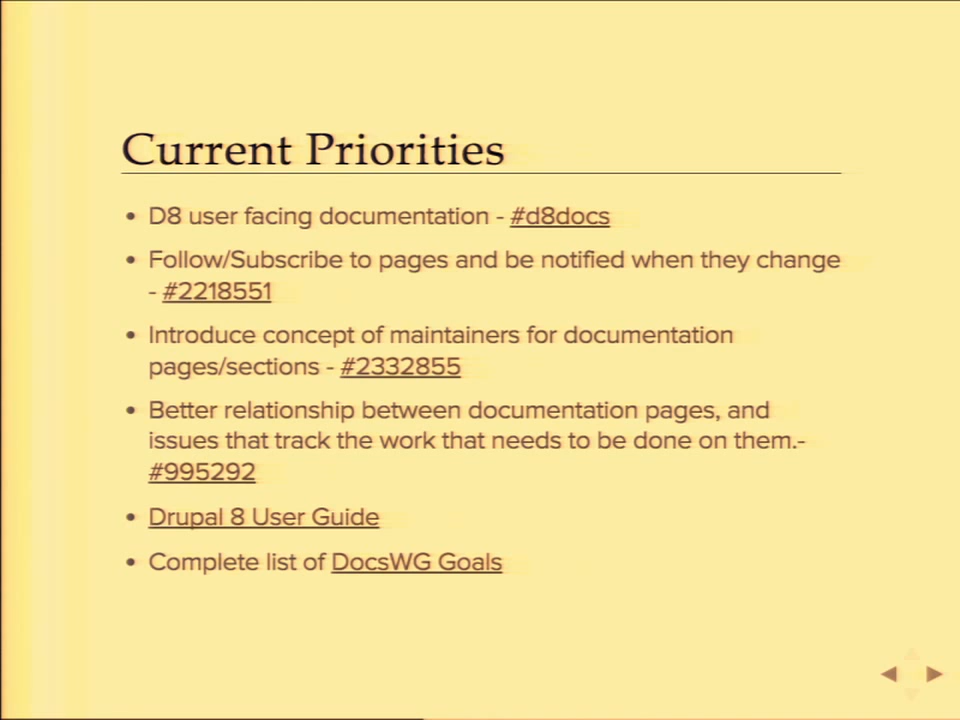 Current Priorities
• D8 user facing documentation - #d8docs
• Follow/Subscribe to pages and be notified when they change
- #2218551
• Introduce concept of maintainers for documentation
pages/sections - #2332855
• Better relationship between documentation pages, and
issues that track the work that needs to be done on them.-
#995292
• Drupal 8 User Guide
• Complete list of DocsWG Goals